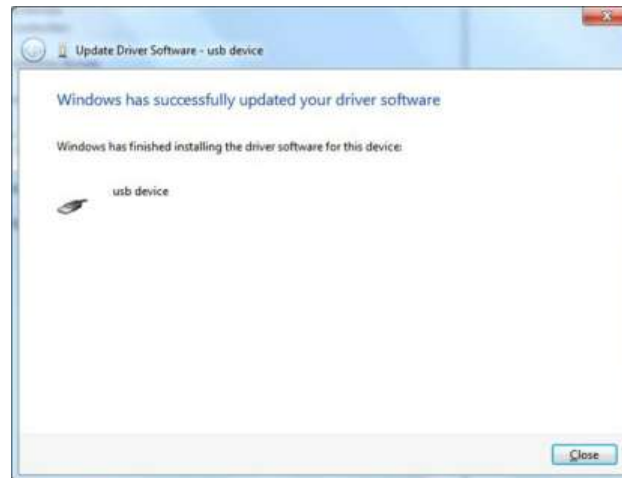 Update Driver Software - usb device
Windows has successfully updated your driver software
Windows has finished installing the driver software for this device:
usb device
Close